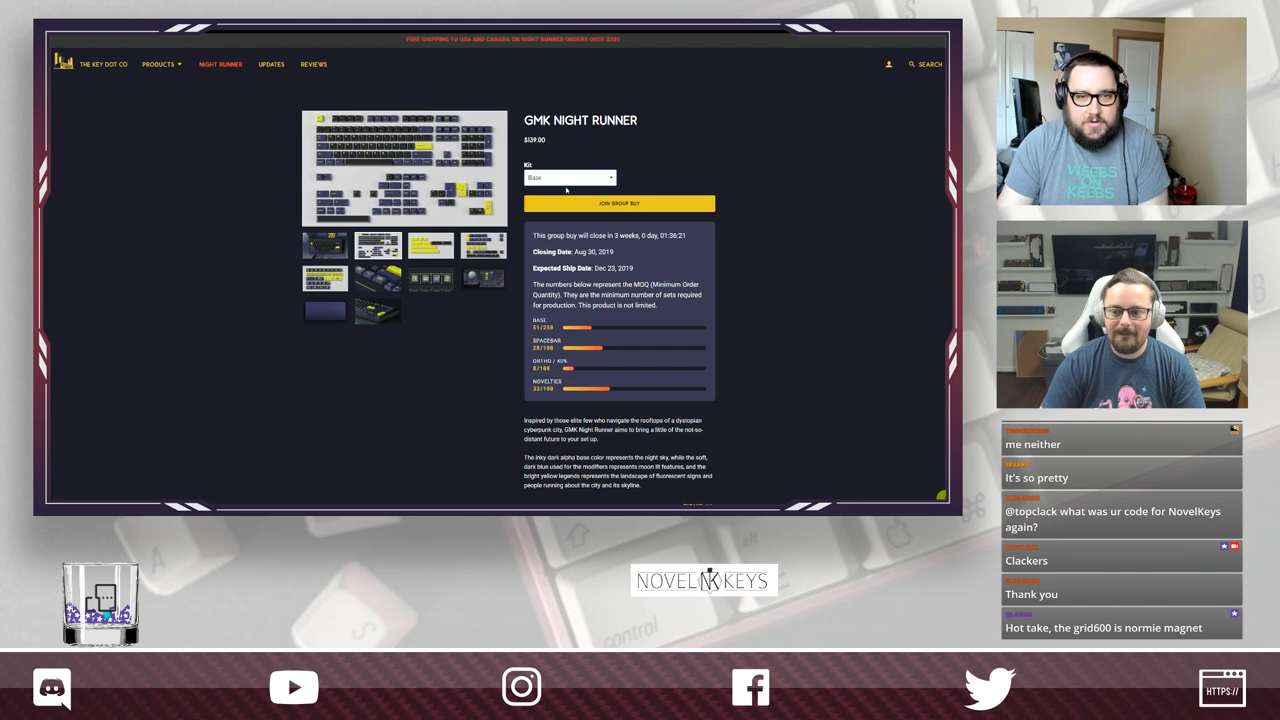 FREE SHIPPING TO USA AND CANADA ON NIGHT RUNNER ORDERS OVER $200
THE KEY DOT CO
PRODUCTS
NIGHT RUNNER
UPDATES
REVIEWS
SEARCH
GMK NIGHT RUNNER
$139.00
Kit
Base
JOIN GROUP BUY
This group buy will close in 3 weeks, 0 day, 01:36:21
Closing Date: Aug 30, 2019
Expected Ship Date: Dec 23, 2019
The numbers below represent the MOQ (Minimum Order
Quantity). They are the minimum number of sets required
for production. This product is not limited.
BASE
51/250
SPACEBAR
28/100
ORTHO / 40%
8/100
NOVELTIES
33/100
Inspired by those elite few who navigate the rooftops of a dystopian
cyberpunk city, GMK Night Runner aims to bring a little of the not-so-
distant future to your set up.
The inky dark alpha base color represents the night sky, while the soft,
dark blue used for the modifiers represents moon lit features, and the
bright yellow legends represents the landscape of fluorescent signs and
people running about the city and its skyline.
WEEBS
KEEBS
me neither
It's so pretty
@topclack what was ur code for NovelKeys
again?
Clackers
Thank you
Hot take, the grid600 is normie magnet
NOVELKEYS
control
HTTPS://